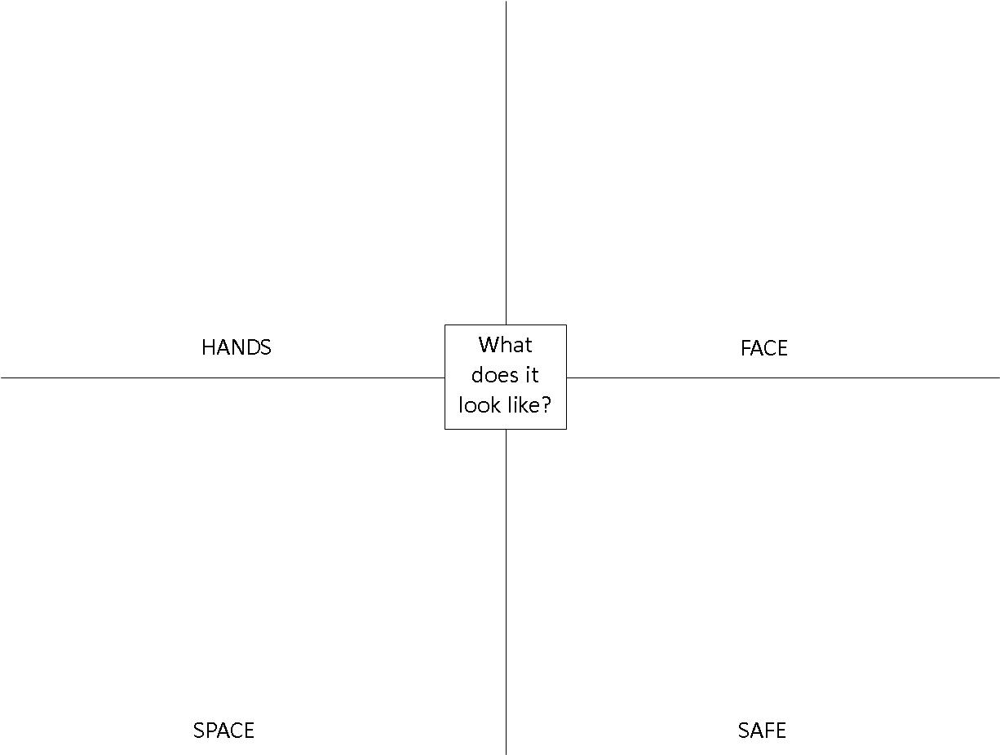 HANDS
FACE
What
does it
look like?
SPACE
SAFE